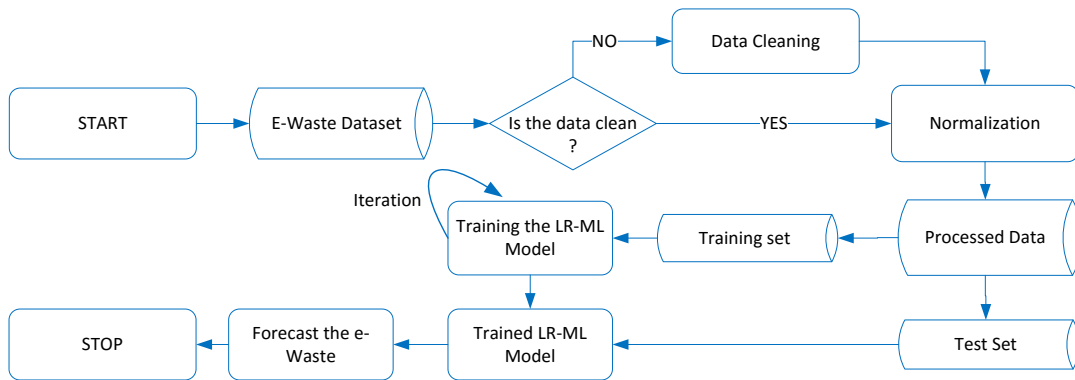 NO
Data Cleaning
START
E-Waste Dataset
Is the data clean
?
YES
Normalization
Iteration
Training the LR-ML
Model
Training set
Processed Data
STOP
Forecast the e-
Waste
Trained LR-ML
Model
Test Set